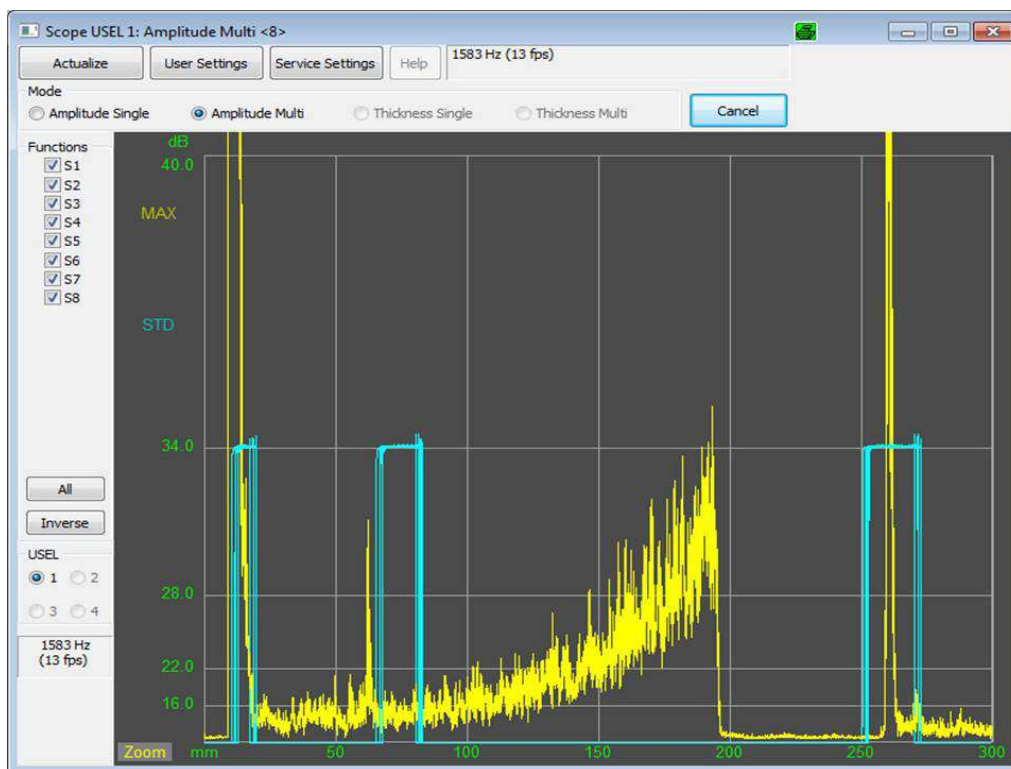 Scope USEL 1: Amplitude Multi <8>
Actualize User Settings Service Settings Help 1583 Hz (13 fps)
Mode
Amplitude Single Amplitude Multi Thickness Single Thickness Multi Cancel
Functions
S1
S2
S3
S4
S5
S6
S7
S8
All
Inverse
USEL
1 2
3 4
1583 Hz
(13 fps)
dB
40.0
MAX
STD
34.0
28.0
22.0
16.0
Zoom mm 50 100 150 200 250 300